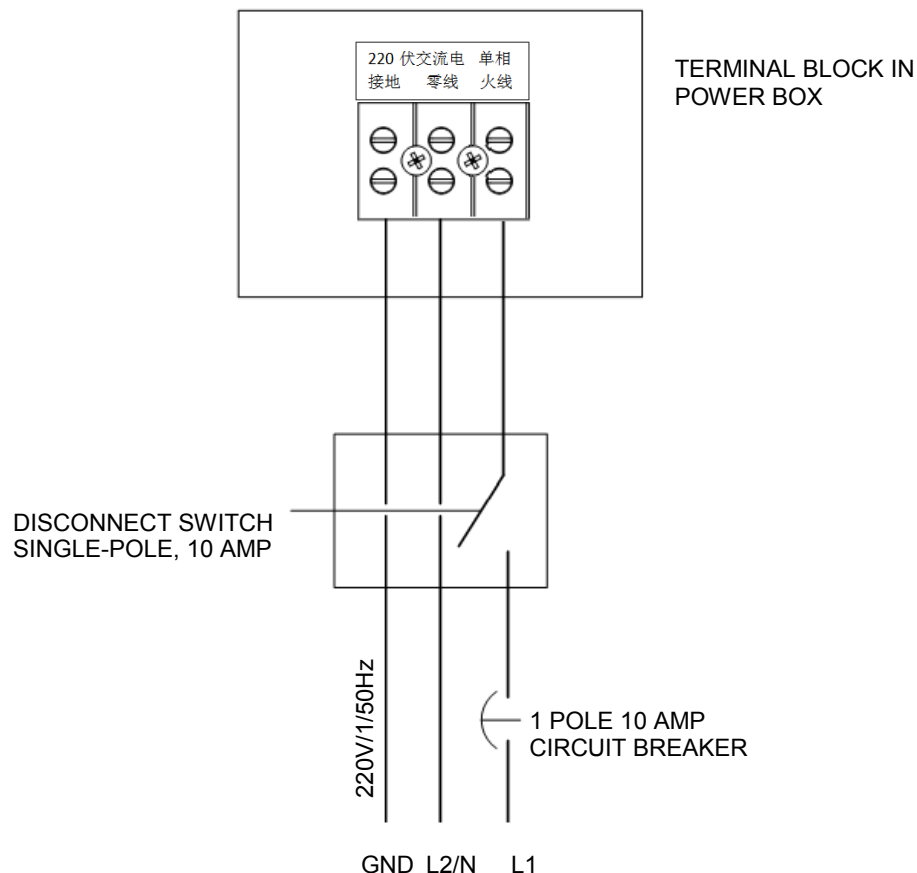 220 伏交流电 单相
接地 零线 火线
TERMINAL BLOCK IN
POWER BOX
DISCONNECT SWITCH
SINGLE-POLE, 10 AMP
220V/1/50Hz
1 POLE 10 AMP
CIRCUIT BREAKER
GND L2/N L1